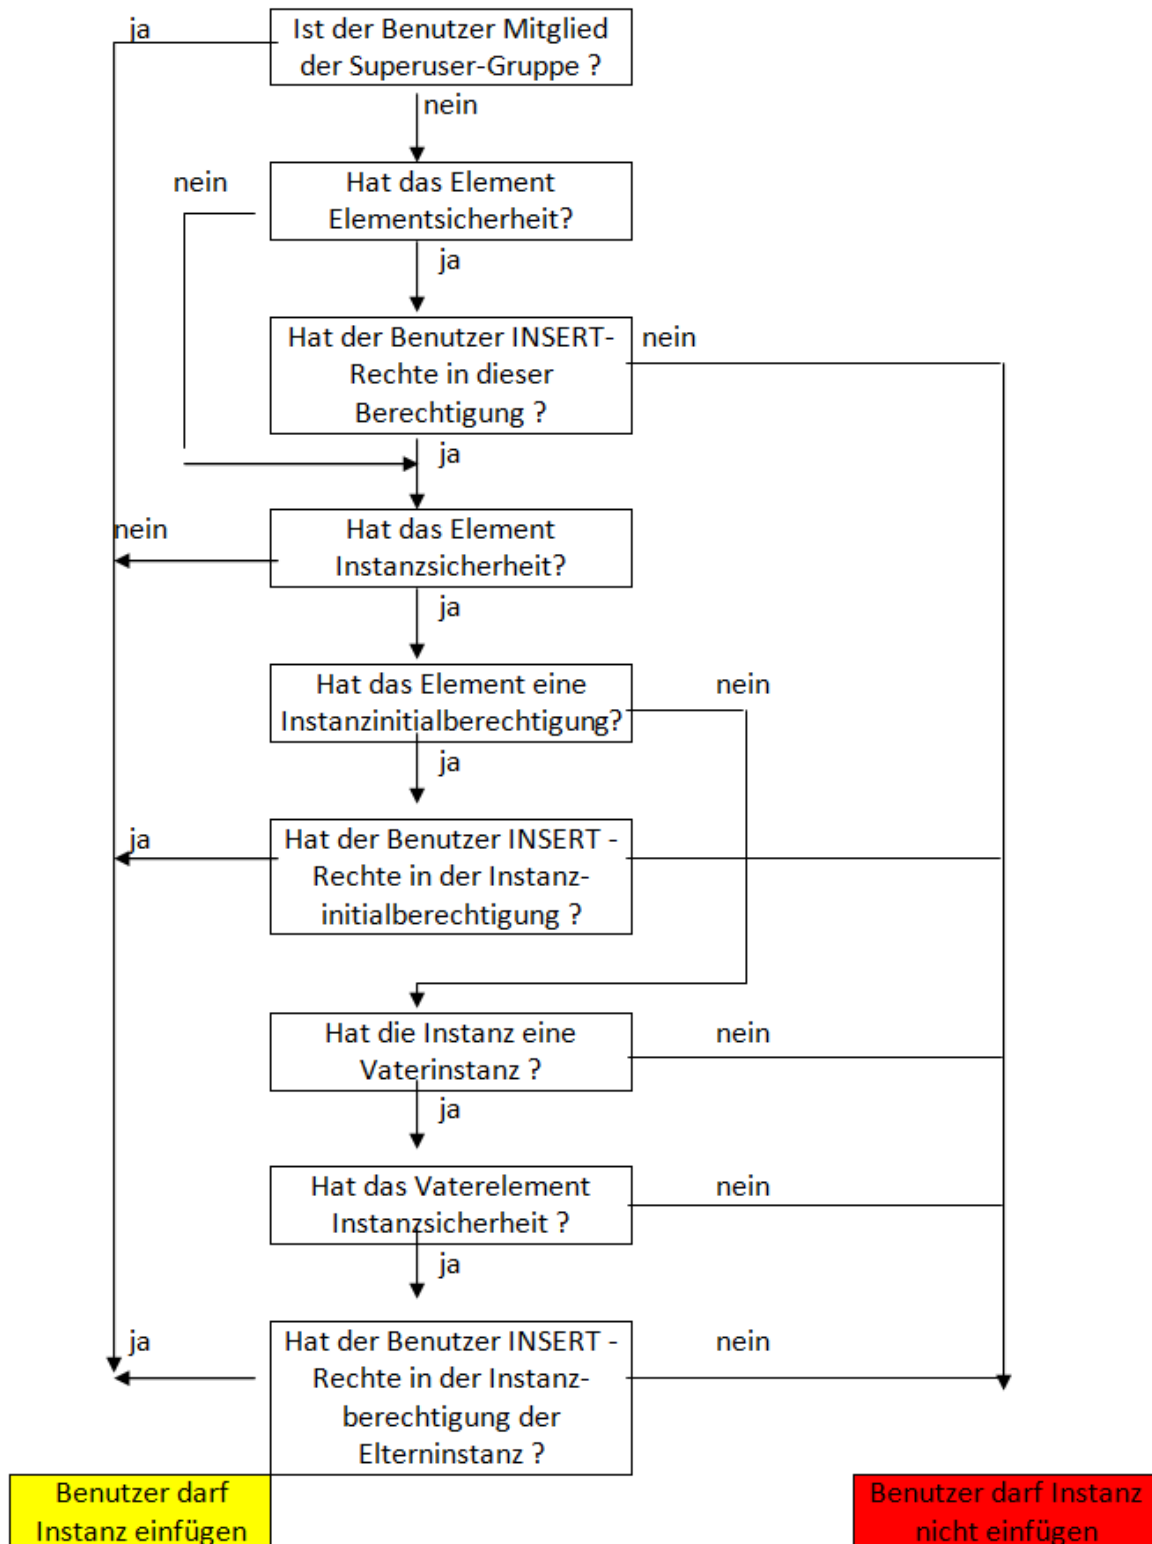 ja
Ist der Benutzer Mitglied
der Superuser-Gruppe ?
nein
nein
Hat das Element
Elementsicherheit?
ja
Hat der Benutzer INSERT-
Rechte in dieser
Berechtigung ?
nein
ja
nein
Hat das Element
Instanzsicherheit?
ja
Hat das Element eine
Instanzinitialberechtigung?
nein
ja
ja
Hat der Benutzer INSERT -
Rechte in der Instanz-
initialberechtigung ?
Hat die Instanz eine
Vaterinstanz ?
nein
ja
Hat das Vaterelement
Instanzsicherheit ?
nein
ja
ja
Hat der Benutzer INSERT -
Rechte in der Instanz-
berechtigung der
Elterninstanz ?
nein
Benutzer darf
Instanz einfügen
Benutzer darf Instanz
nicht einfügen